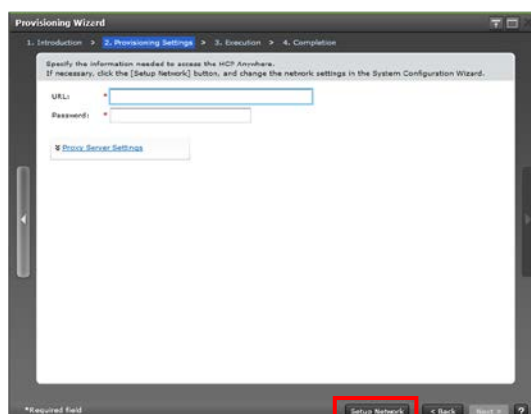 Provisioning Wizard
1. Introduction > 2. Provisioning Settings > 3. Execution > 4. Completion
Specify the information needed to access the HCP Anywhere.
If necessary, click the [Setup Network] button, and change the network settings in the System Configuration Wizard.
URL: *
Password: *
Proxy Server Settings
*Required field
Setup Network < Back Next > ?